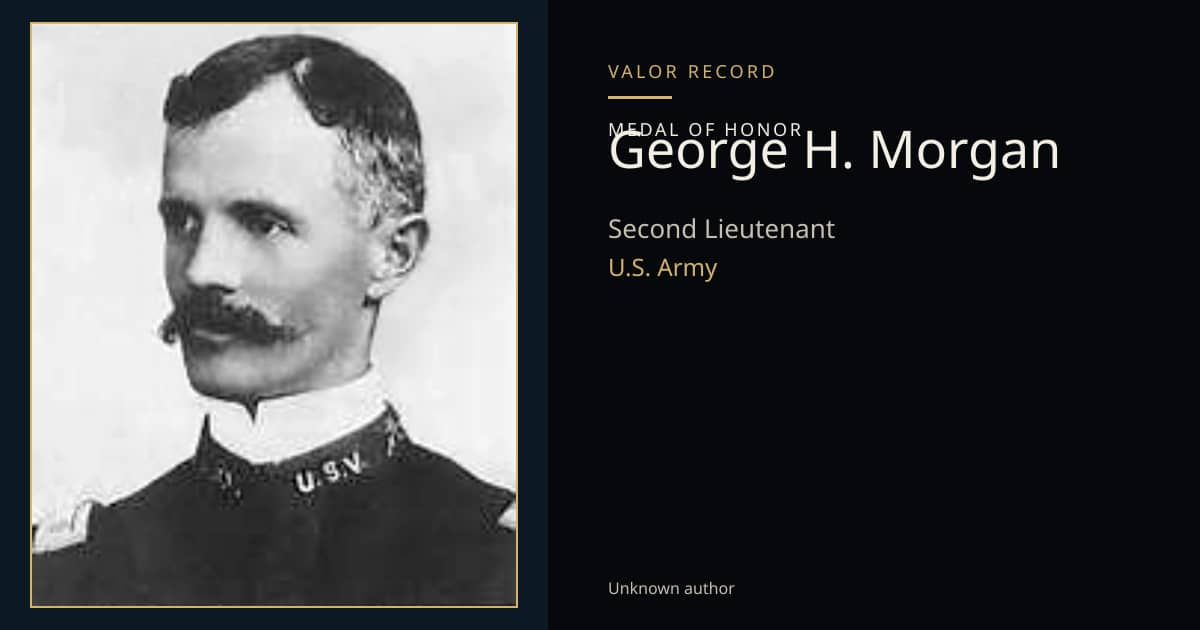 VALOR RECORD
MEDAL OF HONOR
George H. Morgan
Second Lieutenant
U.S. Army
U.S.V
Unknown author